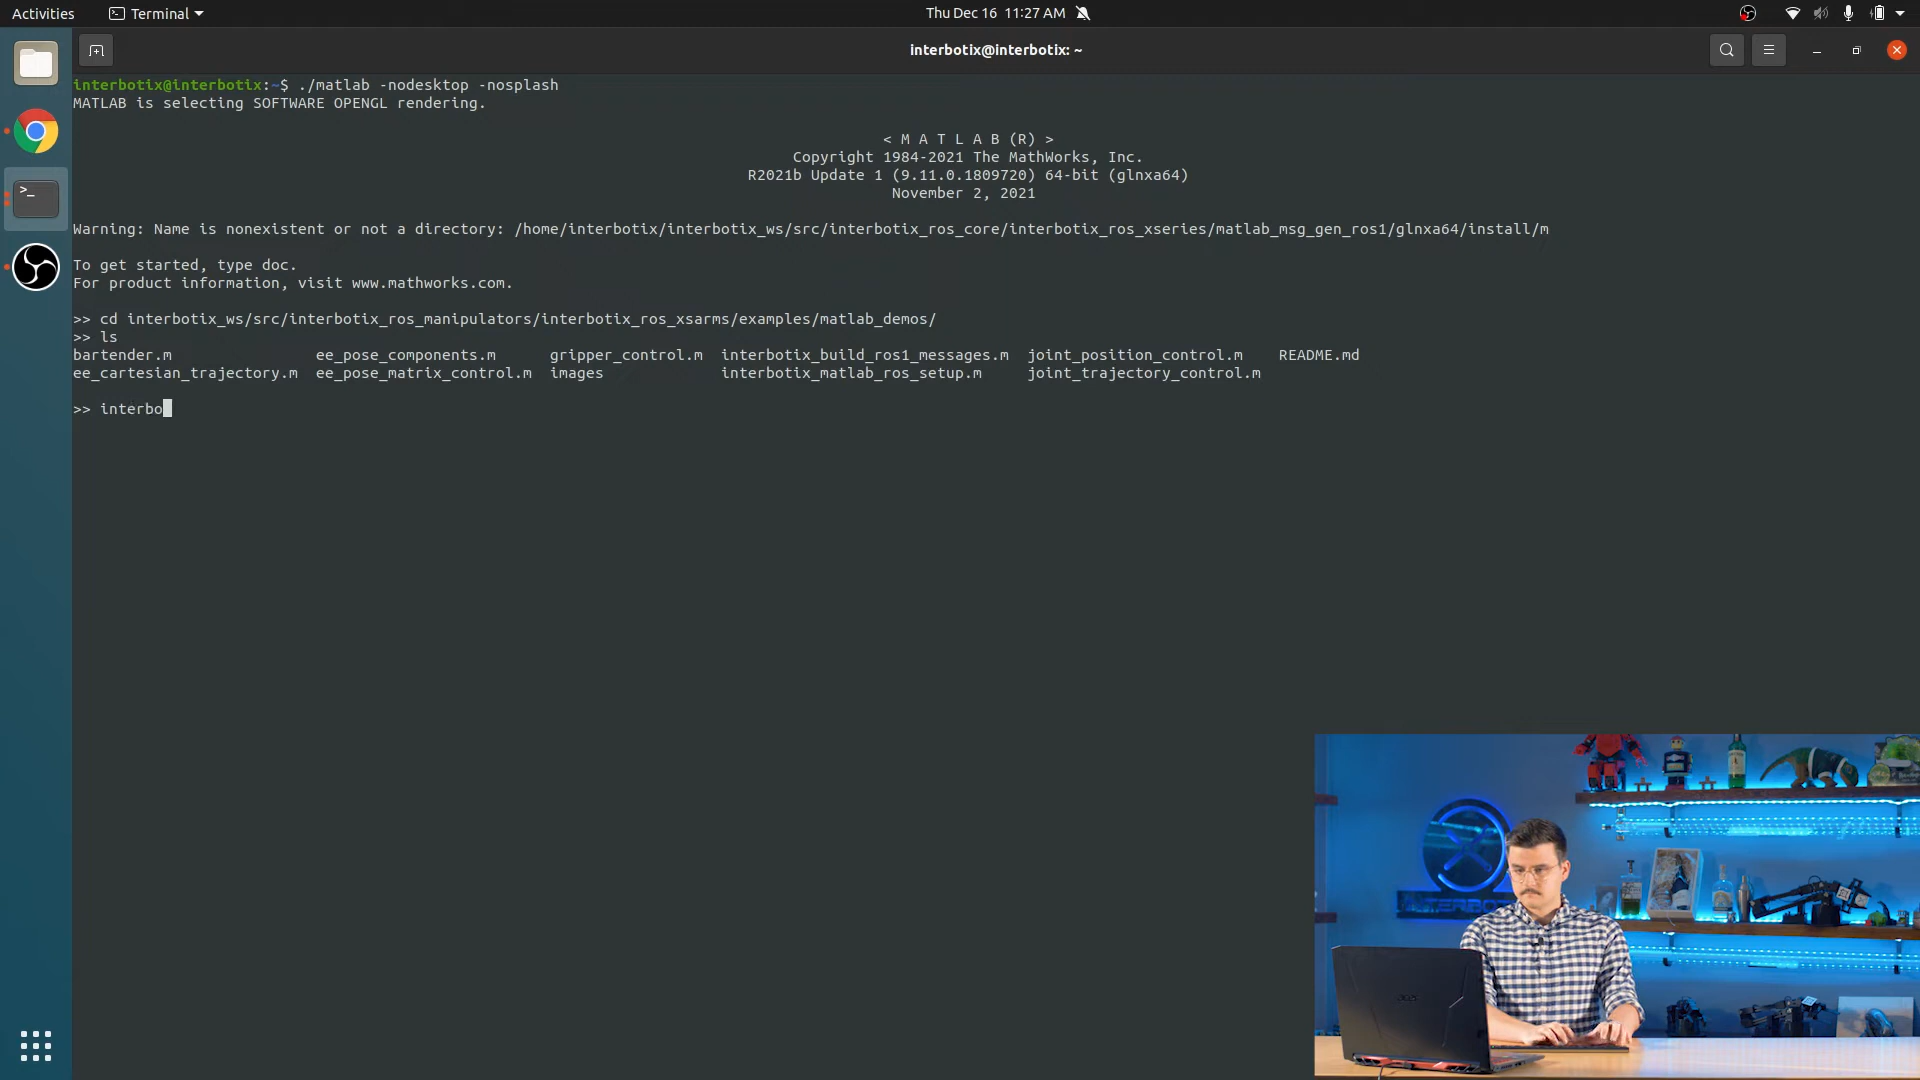 Activities
Terminal
Thu Dec 16 11:27 AM
interbotix@interbotix: ~
interbotix@interbotix:~$ ./matlab -nodesktop -nosplash
MATLAB is selecting SOFTWARE OPENGL rendering.
< M A T L A B (R) >
Copyright 1984-2021 The MathWorks, Inc.
R2021b Update 1 (9.11.0.1809720) 64-bit (glnxa64)
November 2, 2021
Warning: Name is nonexistent or not a directory: /home/interbotix/interbotix_ws/src/interbotix_ros_core/interbotix_ros_xseries/matlab_msg_gen_ros1/glnxa64/install/m
To get started, type doc.
For product information, visit www.mathworks.com.
>> cd interbotix_ws/src/interbotix_ros_manipulators/interbotix_ros_xsarms/examples/matlab_demos/
>> ls
bartender.m ee_pose_components.m gripper_control.m interbotix_build_ros1_messages.m joint_position_control.m README.md
ee_cartesian_trajectory.m ee_pose_matrix_control.m images interbotix_matlab_ros_setup.m joint_trajectory_control.m
>> interbo